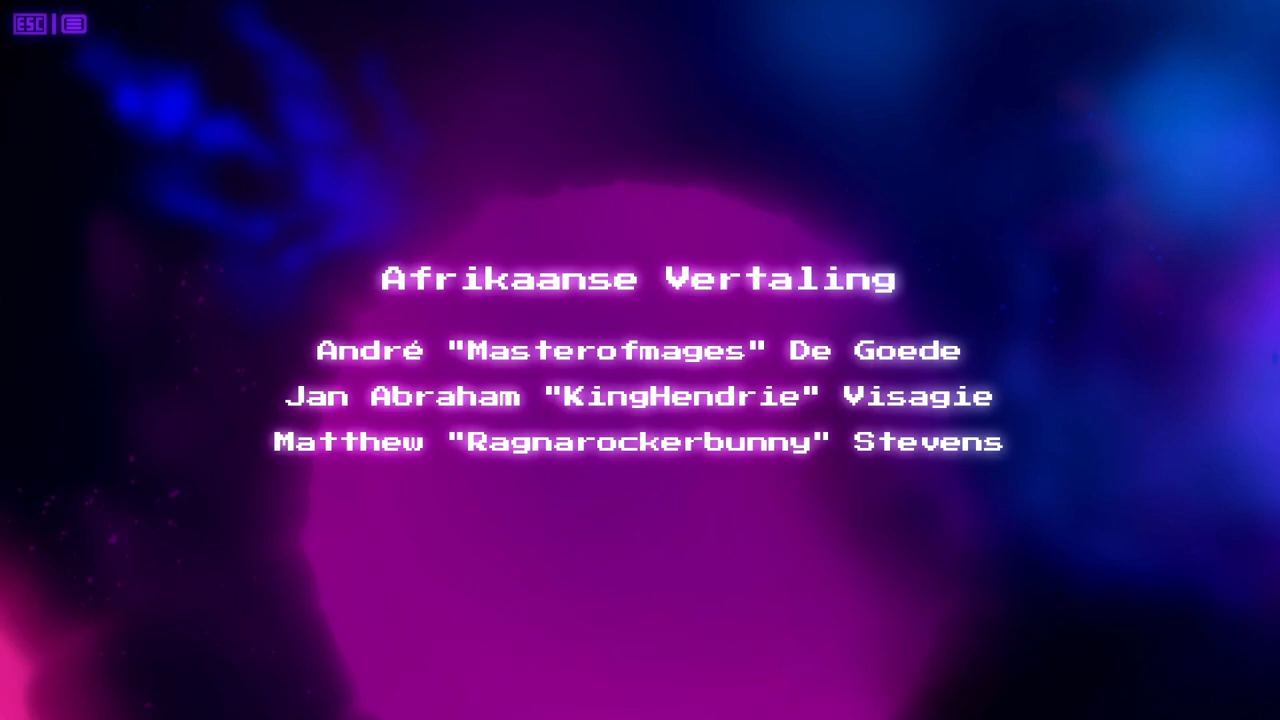 ESC
Afrikaanse Vertaling
André "Masterofmages" De Goede
Jan Abraham "KingHendrie" Visagie
Matthew "Ragnarockerbunny" Stevens